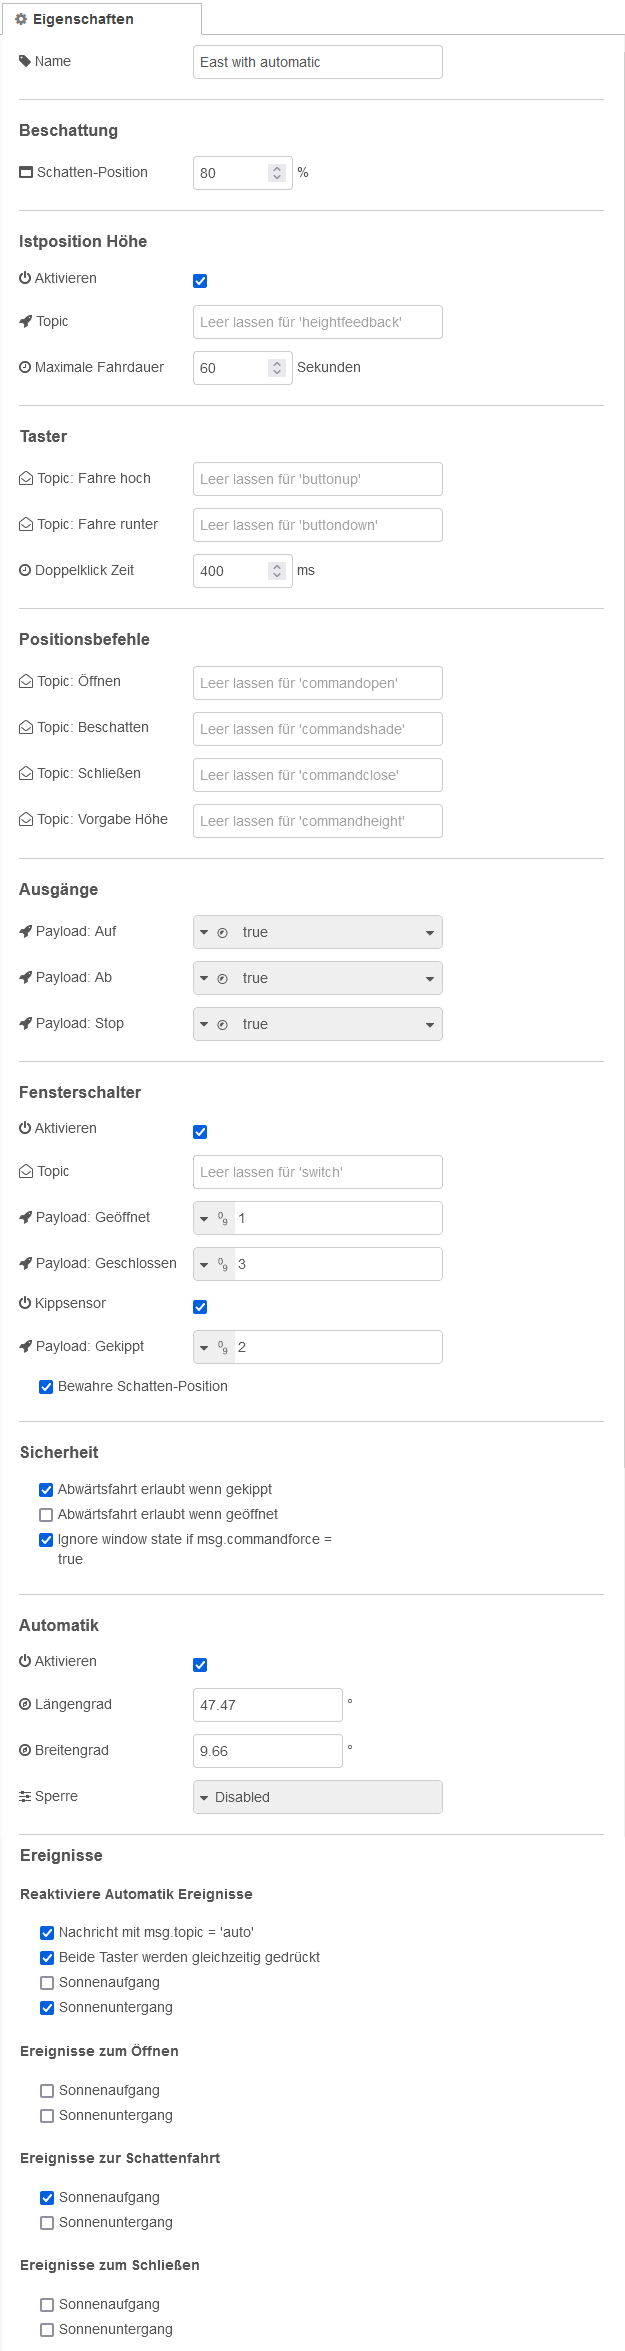 Eigenschaften
Name East with automatic
Beschattung
Schatten-Position 80 %
Istposition Höhe
Aktivieren
Topic Leer lassen für 'heightfeedback'
Maximale Fahrdauer 60 Sekunden
Taster
Topic: Fahre hoch Leer lassen für 'buttonup'
Topic: Fahre runter Leer lassen für 'buttondown'
Doppelklick Zeit 400 ms
Positionsbefehle
Topic: Öffnen Leer lassen für 'commandopen'
Topic: Beschatten Leer lassen für 'commandshade'
Topic: Schließen Leer lassen für 'commandclose'
Topic: Vorgabe Höhe Leer lassen für 'commandheight'
Ausgänge
Payload: Auf true
Payload: Ab true
Payload: Stop true
Fensterschalter
Aktivieren
Topic Leer lassen für 'switch'
Payload: Geöffnet 1
Payload: Geschlossen 3
Kippsensor
Payload: Gekippt 2
Bewahre Schatten-Position
Sicherheit
Abwärtsfahrt erlaubt wenn gekippt
Abwärtsfahrt erlaubt wenn geöffnet
Ignore window state if msg.commandforce =
true
Automatik
Aktivieren
Längengrad 47.47 °
Breitengrad 9.66 °
Sperre Disabled
Ereignisse
Reaktiviere Automatik Ereignisse
Nachricht mit msg.topic = 'auto'
Beide Taster werden gleichzeitig gedrückt
Sonnenaufgang
Sonnenuntergang
Ereignisse zum Öffnen
Sonnenaufgang
Sonnenuntergang
Ereignisse zur Schattenfahrt
Sonnenaufgang
Sonnenuntergang
Ereignisse zum Schließen
Sonnenaufgang
Sonnenuntergang